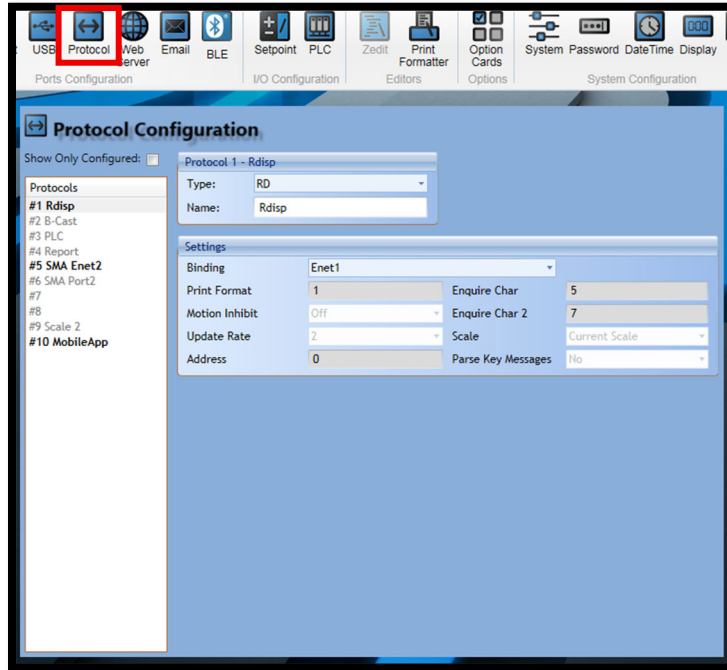 USB Protocol Web Server Email BLE Setpoint PLC Zedit Print Formatter Option Cards System Password DateTime Display
Ports Configuration I/O Configuration Editors Options System Configuration
Protocol Configuration
Show Only Configured:
Protocols
#1 Rdisp
#2 B-Cast
#3 PLC
#4 Report
#5 SMA Enet2
#6 SMA Port2
#7
#8
#9 Scale 2
#10 MobileApp
Protocol 1 - Rdisp
Type: RD
Name: Rdisp
Settings
Binding Enet1
Print Format 1 Enquire Char 5
Motion Inhibit Off Enquire Char 2 7
Update Rate 2 Scale Current Scale
Address 0 Parse Key Messages No